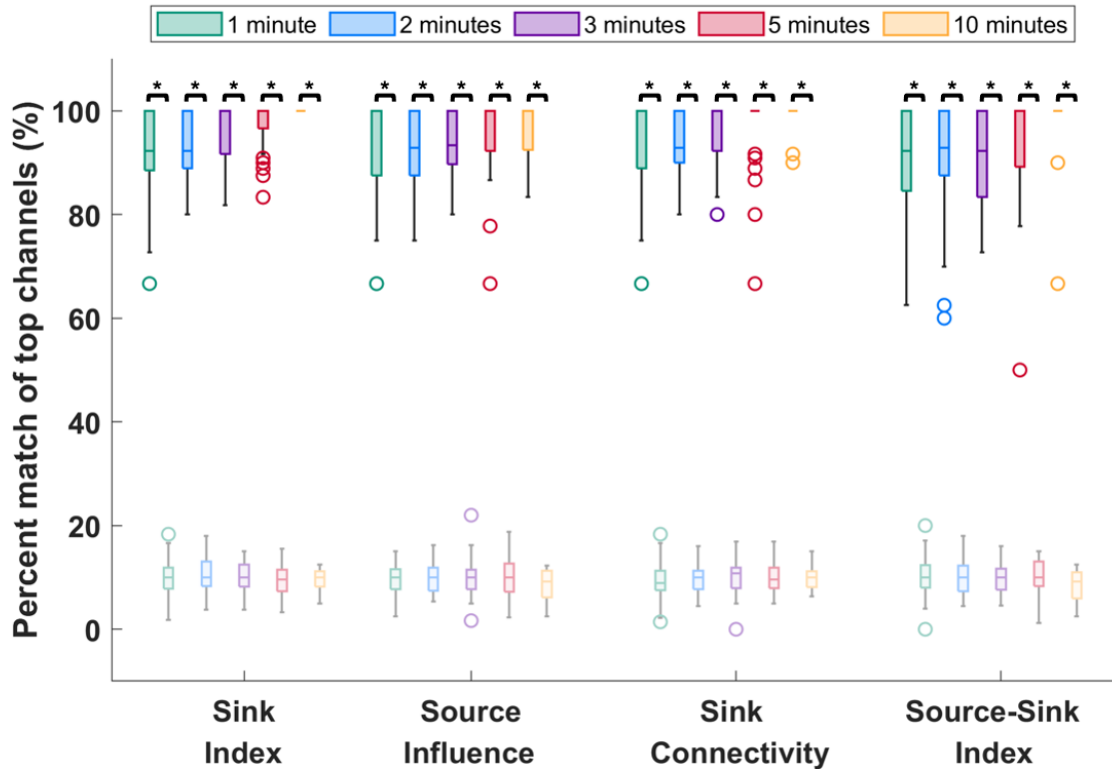 1 minute 2 minutes 3 minutes 5 minutes 10 minutes
* * * * * * * * * * * * * * * * * * * *
Percent match of top channels (%)
100
80
60
40
20
0
Sink Index
Source Influence
Sink Connectivity
Source-Sink Index